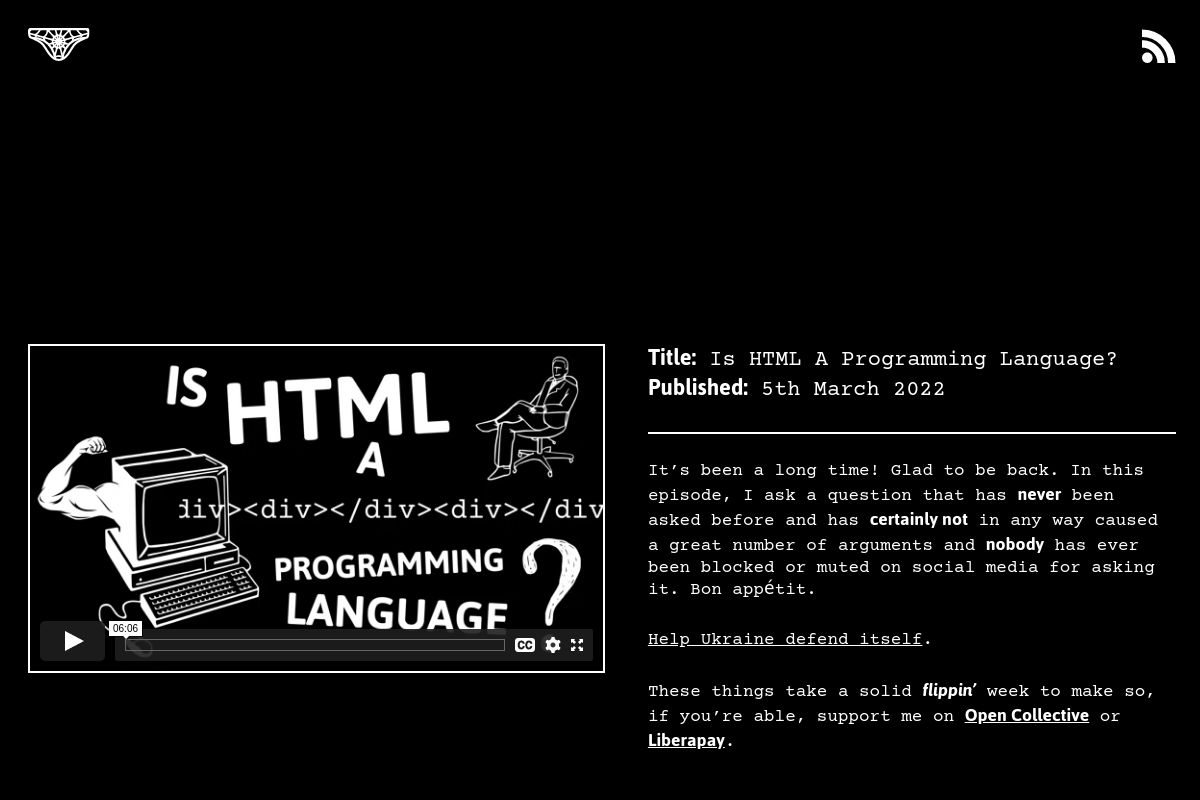 IS
HTML
A
div><div></div><div></div
PROGRAMMING
LANGUAGE
?
06:06
CC
Title: Is HTML A Programming Language?
Published: 5th March 2022
It’s been a long time! Glad to be back. In this
episode, I ask a question that has never been
asked before and has certainly not in any way caused
a great number of arguments and nobody has ever
been blocked or muted on social media for asking
it. Bon appétit.
Help Ukraine defend itself.
These things take a solid flippin’ week to make so,
if you’re able, support me on Open Collective or
Liberapay.